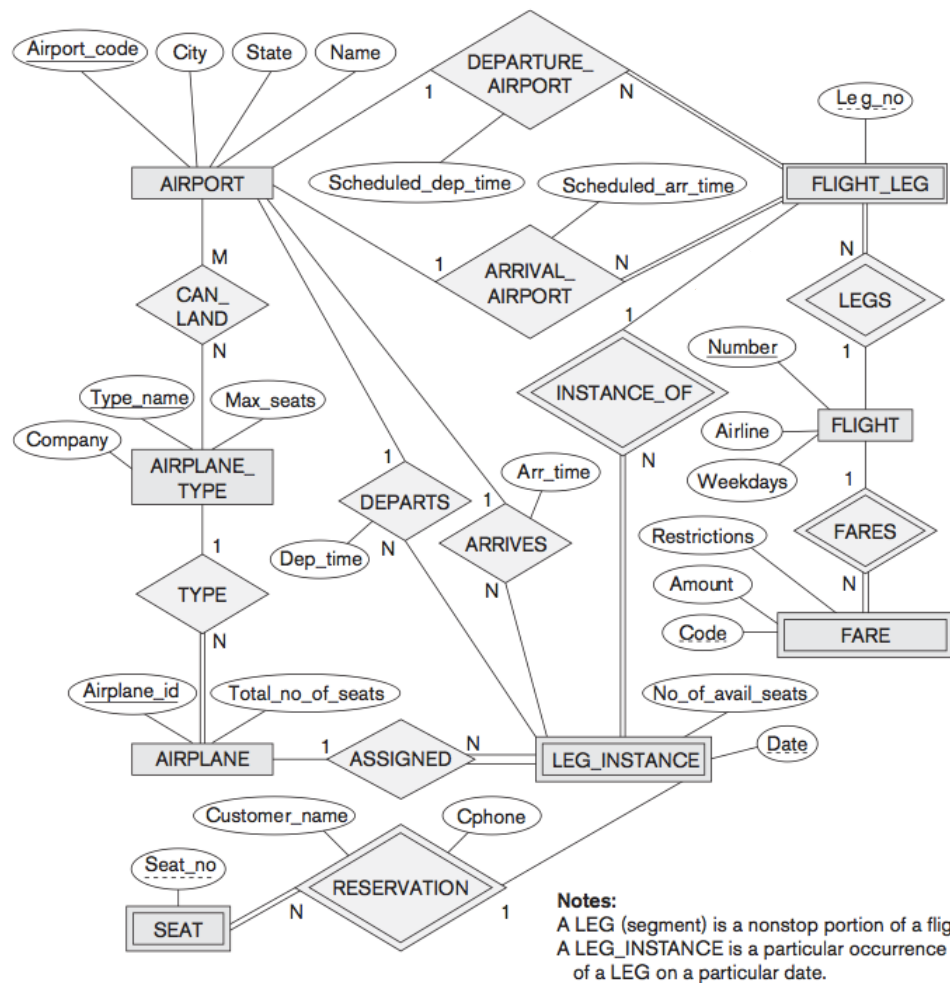 Airport_code
City
State
Name
DEPARTURE_
AIRPORT
1
N
Leg_no
Scheduled_dep_time
Scheduled_arr_time
AIRPORT
FLIGHT_LEG
M
1
ARRIVAL_
AIRPORT
N
N
CAN_
LAND
LEGS
N
1
Number
1
Type_name
Max_seats
INSTANCE_OF
Company
Airline
FLIGHT
AIRPLANE_
TYPE
1
Arr_time
N
Weekdays
1
DEPARTS
1
1
Restrictions
FARES
Dep_time
N
ARRIVES
TYPE
N
Amount
N
N
Code
FARE
Airplane_id
Total_no_of_seats
No_of_avail_seats
AIRPLANE
1
ASSIGNED
N
LEG_INSTANCE
Date
Customer_name
Cphone
Seat_no
RESERVATION
N
1
SEAT
Notes:
A LEG (segment) is a nonstop portion of a flig
A LEG_INSTANCE is a particular occurrence
of a LEG on a particular date.